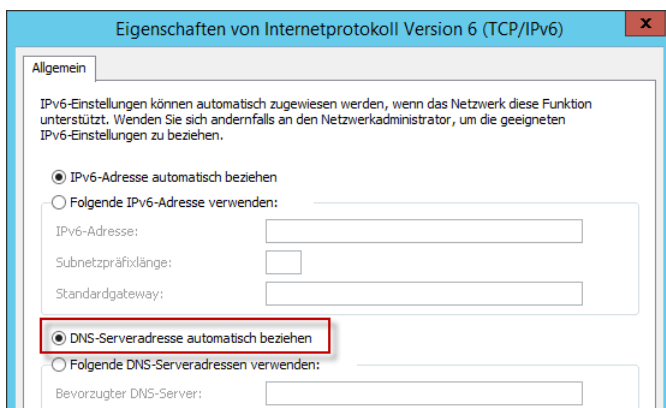 Eigenschaften von Internetprotokoll Version 6 (TCP/IPv6)
x
Allgemein
IPv6-Einstellungen können automatisch zugewiesen werden, wenn das Netzwerk diese Funktion
unterstützt. Wenden Sie sich andernfalls an den Netzwerkadministrator, um die geeigneten
IPv6-Einstellungen zu beziehen.
IPv6-Adresse automatisch beziehen
Folgende IPv6-Adresse verwenden:
IPv6-Adresse:
Subnetzpräfixlänge:
Standardgateway:
DNS-Serveradresse automatisch beziehen
Folgende DNS-Serveradressen verwenden:
Bevorzugter DNS-Server: